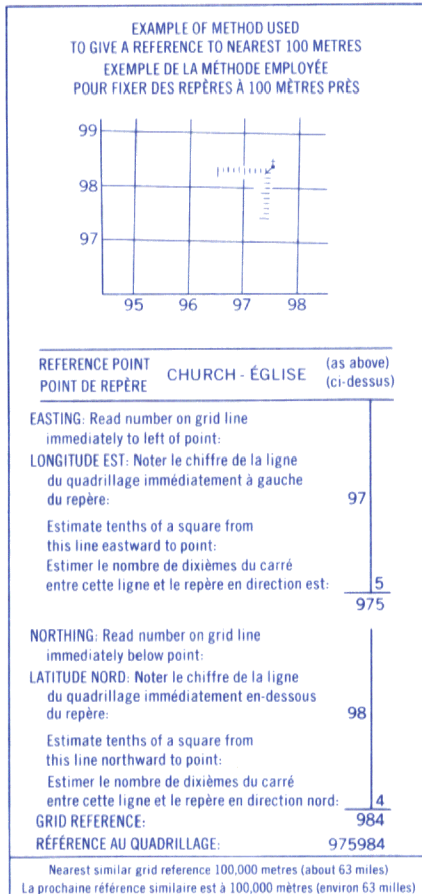 EXAMPLE OF METHOD USED
TO GIVE A REFERENCE TO NEAREST 100 METRES
EXEMPLE DE LA MÉTHODE EMPLOYÉE
POUR FIXER DES REPÈRES À 100 MÈTRES PRÈS
99
98
97
95 96 97 98
REFERENCE POINT
POINT DE REPÈRE
CHURCH - ÉGLISE
(as above)
(ci-dessus)
EASTING: Read number on grid line
immediately to left of point:
LONGITUDE EST: Noter le chiffre de la ligne
du quadrillage immédiatement à gauche
du repère: 97
Estimate tenths of a square from
this line eastward to point:
Estimer le nombre de dixièmes du carré
entre cette ligne et le repère en direction est: 5
975
NORTHING: Read number on grid line
immediately below point:
LATITUDE NORD: Noter le chiffre de la ligne
du quadrillage immédiatement en-dessous
du repère: 98
Estimate tenths of a square from
this line northward to point:
Estimer le nombre de dixièmes du carré
entre cette ligne et le repère en direction nord: 4
GRID REFERENCE: 984
RÉFÉRENCE AU QUADRILLAGE: 975984
Nearest similar grid reference 100,000 metres (about 63 miles)
La prochaine référence similaire est à 100,000 mètres (environ 63 milles)